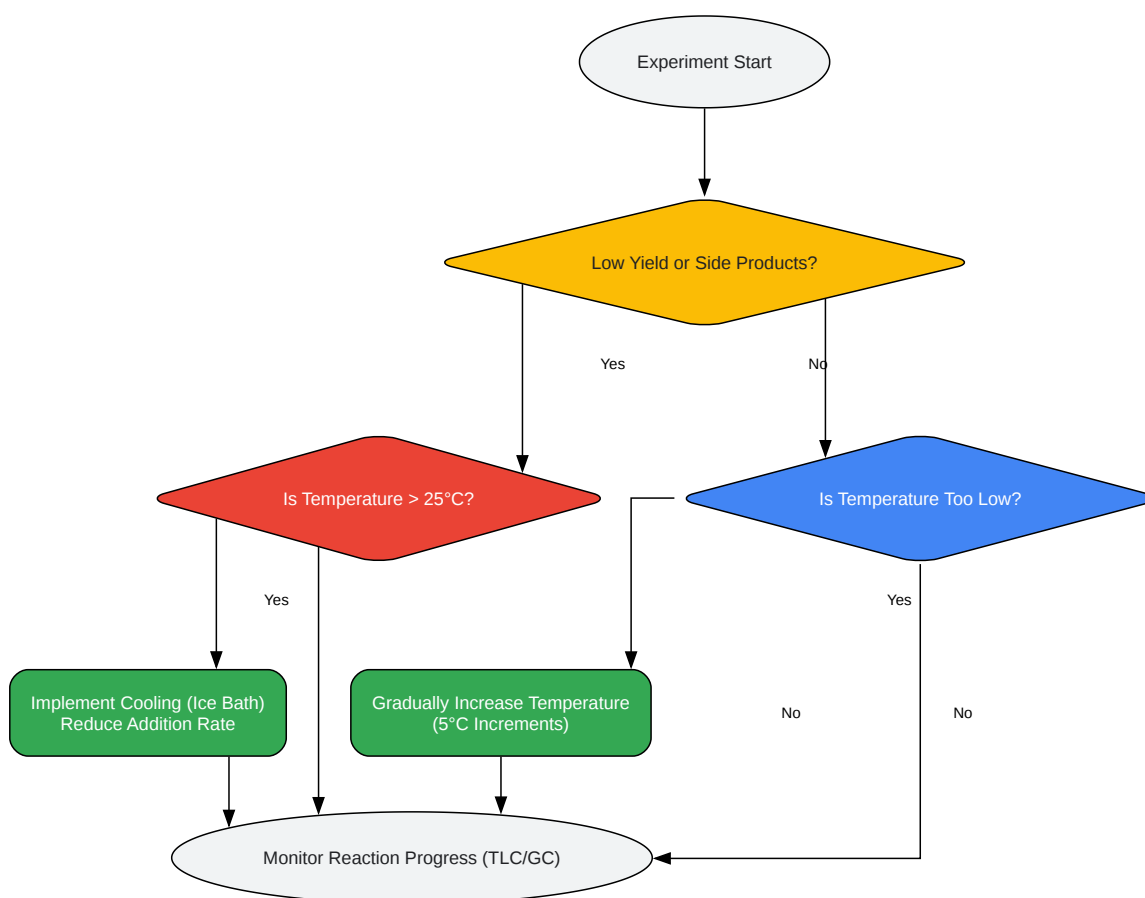 Experiment Start
Low Yield or Side Products?
Yes
No
Is Temperature > 25°C?
Is Temperature Too Low?
Yes
Yes
Implement Cooling (Ice Bath)
Reduce Addition Rate
Gradually Increase Temperature
(5°C Increments)
No
No
Monitor Reaction Progress (TLC/GC)